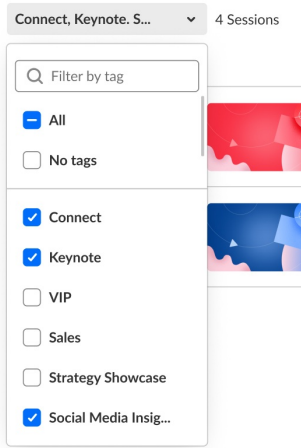 Connect, Keynote. S... 4 Sessions
Filter by tag
All
No tags
Connect
Keynote
VIP
Sales
Strategy Showcase
Social Media Insig...